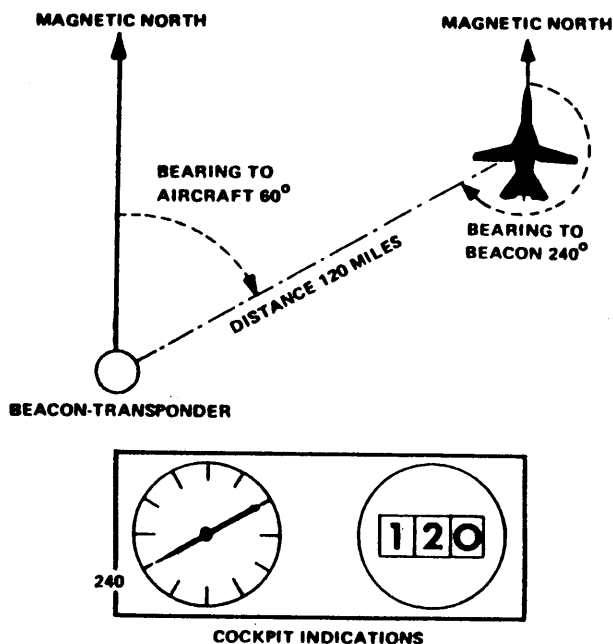 MAGNETIC NORTH
MAGNETIC NORTH
BEARING TO
AIRCRAFT 60°
BEARING TO
BEACON 240°
DISTANCE 120 MILES
BEACON-TRANSPONDER
120
240
COCKPIT INDICATIONS